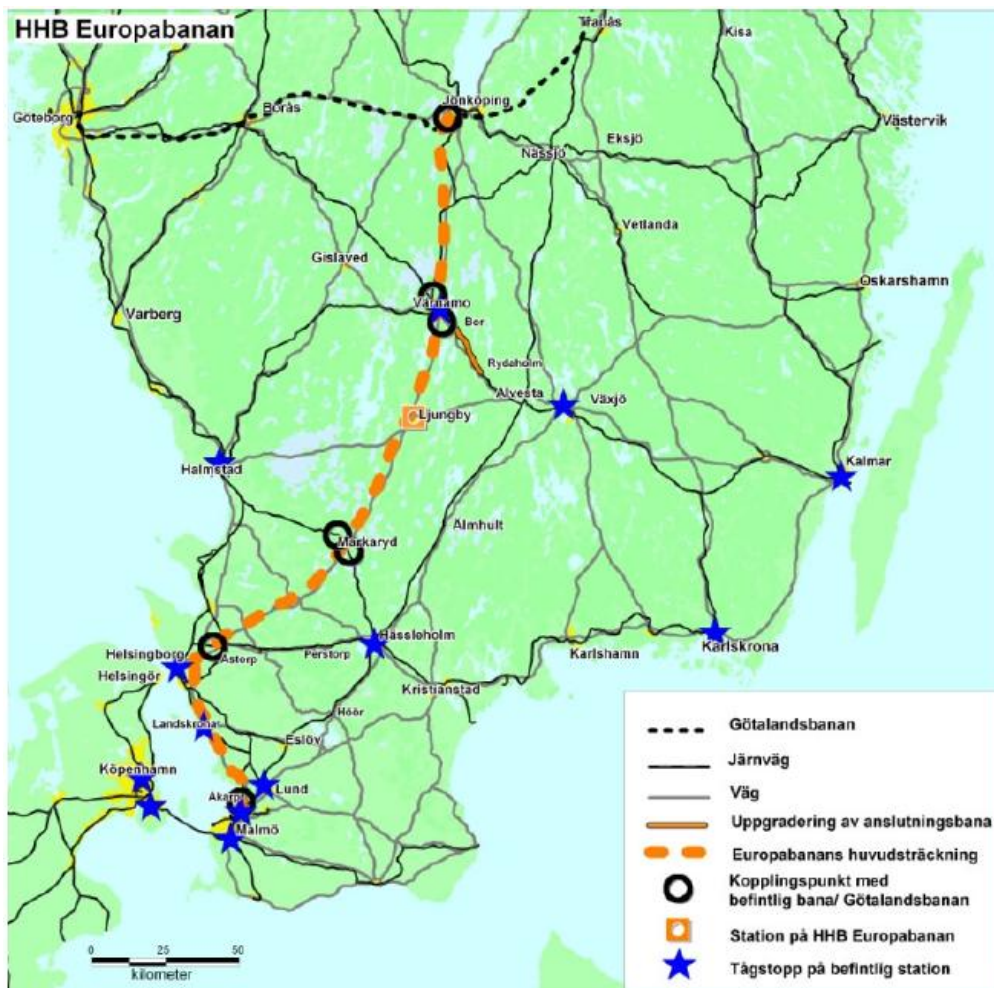 HHB Europabanan
Tranås
Kisa
Jönköping
Göteborg
Borås
Västervik
Nässjö
Eksjö
Vetlanda
Gislaved
Oskarshamn
Värnamo
Varberg
Bor
Rydaholm
Alvesta
Växjö
Ljungby
Halmstad
Kalmar
Älmhult
Markaryd
Hässleholm
Karlskrona
Helsingborg
Åstorp
Perstorp
Karlshamn
Helsingör
Kristianstad
Landskrona
Höör
Eslöv
Köpenhamn
Lund
Åkarp
Malmö
Götalandsbanan
Järnväg
Väg
Uppgradering av anslutningsbana
Europabanans huvudsträckning
Kopplingspunkt med
befintlig bana/ Götalandsbanan
Station på HHB Europabanan
Tågstopp på befintlig station
0 25 50
kilometer